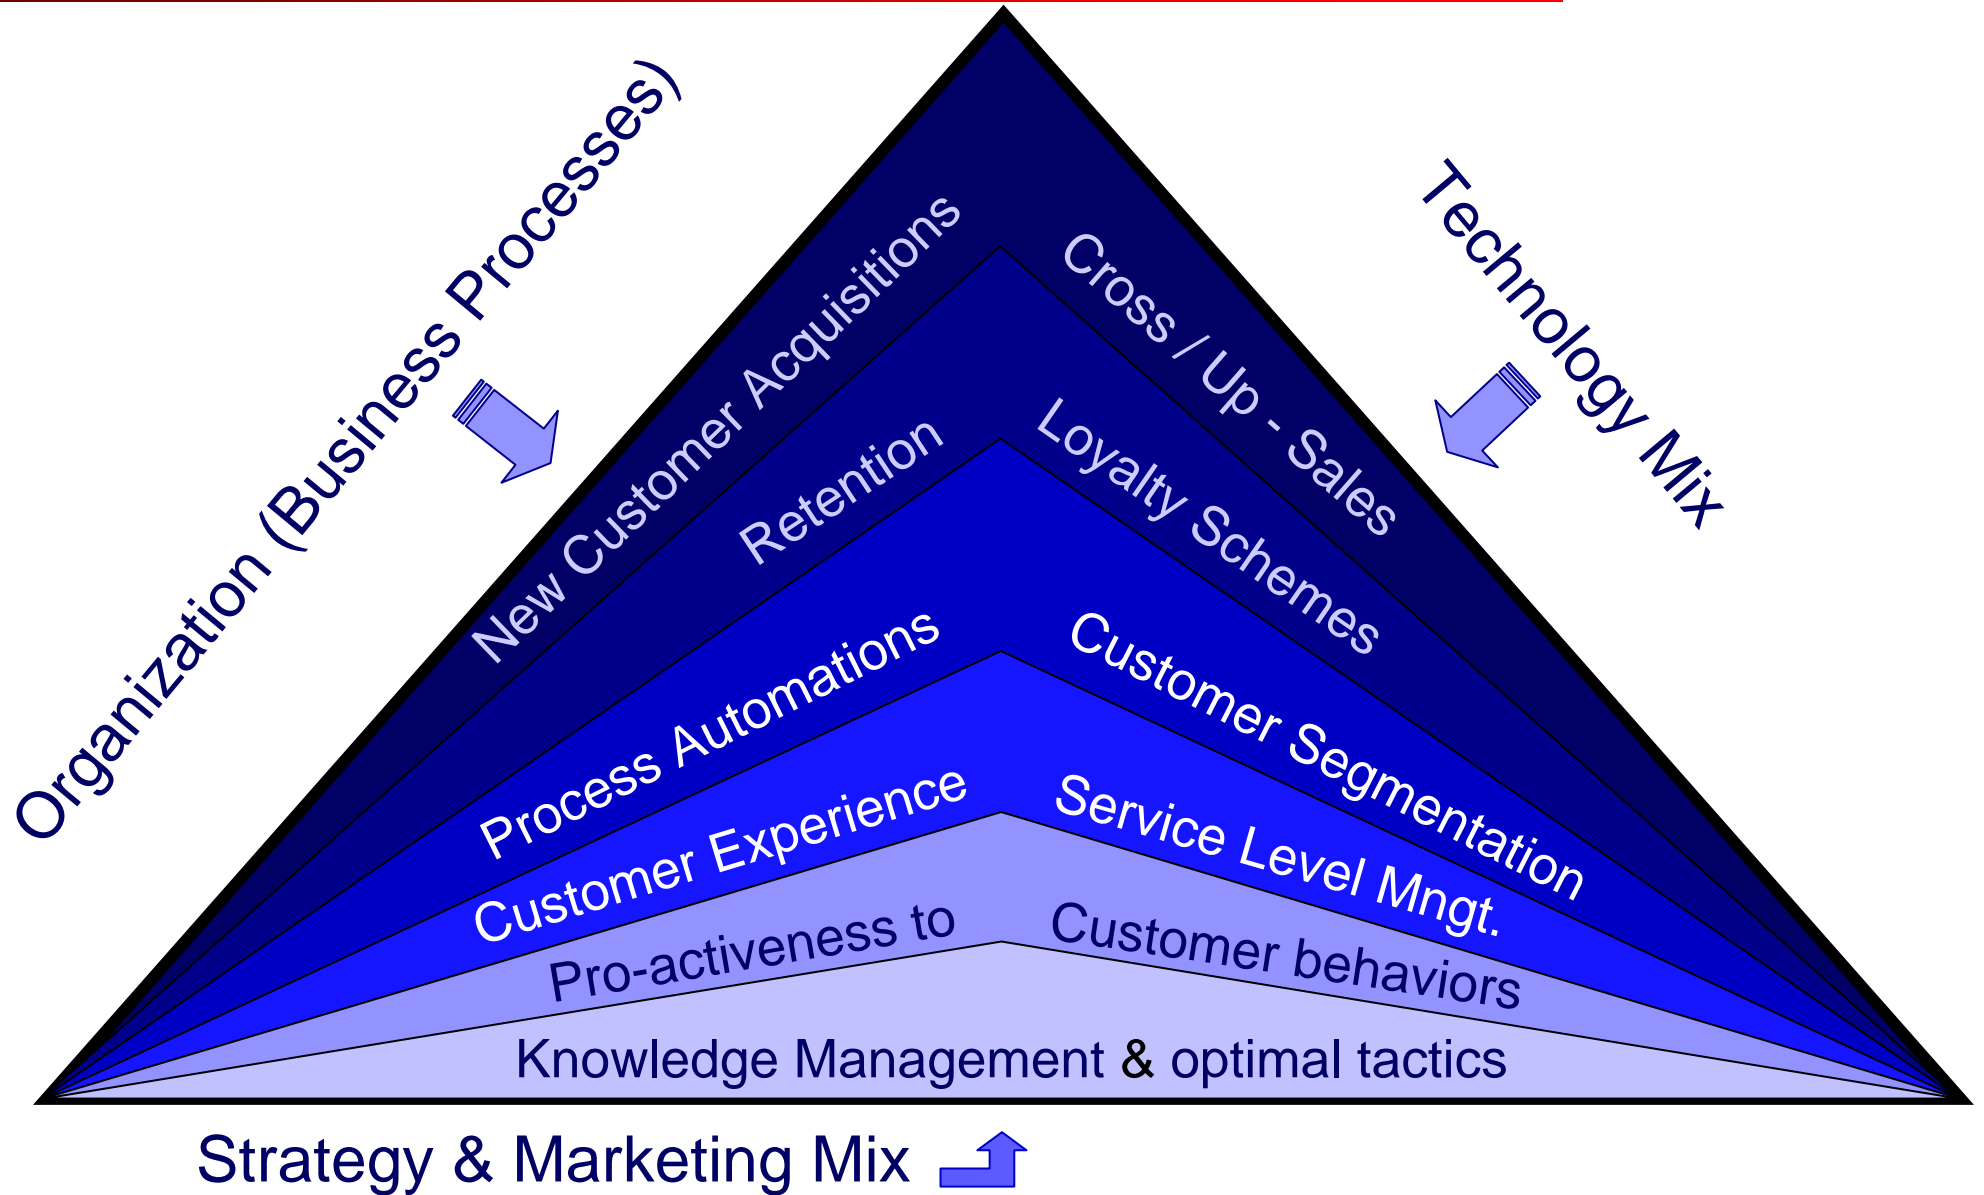 Organization (Business Processes)
Technology Mix
New Customer Acquisitions
Cross / Up - Sales
Retention
Loyalty Schemes
Process Automations
Customer Segmentation
Customer Experience
Service Level Mngt.
Pro-activeness to
Customer behaviors
Knowledge Management & optimal tactics
Strategy & Marketing Mix